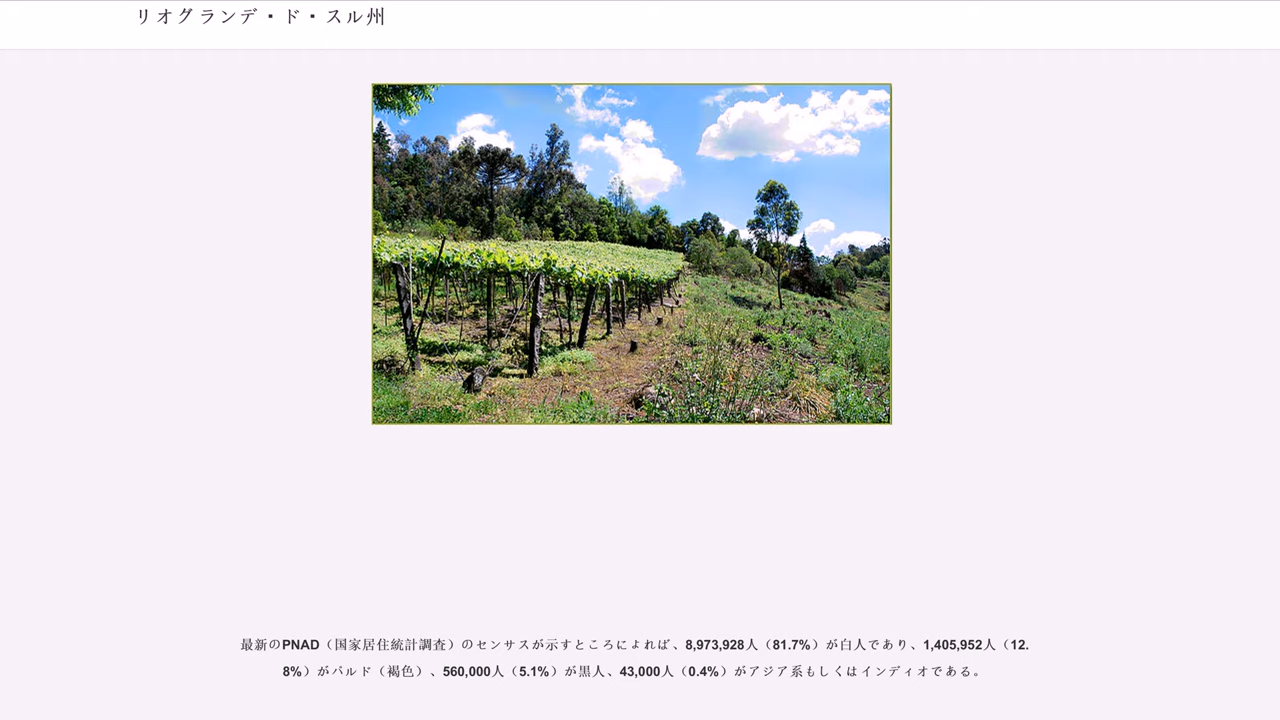 リオグランデ・ド・スル州
最新のPNAD（国家居住統計調査）のセンサスが示すところによれば、8,973,928人（81.7%）が白人であり、1,405,952人（12.
8%）がパルド（褐色）、560,000人（5.1%）が黒人、43,000人（0.4%）がアジア系もしくはインディオである。